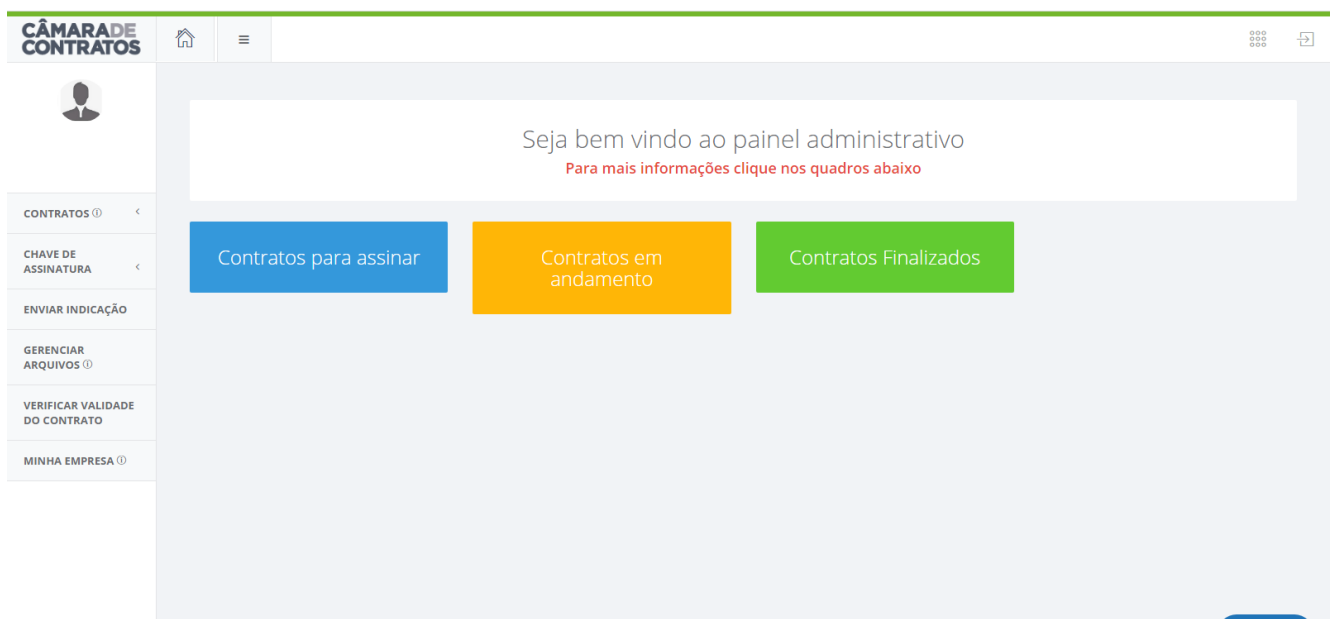 CÂMARADE
CONTRATOS
Seja bem vindo ao painel administrativo
Para mais informações clique nos quadros abaixo
CONTRATOS
CHAVE DE
ASSINATURA
ENVIAR INDICAÇÃO
GERENCIAR
ARQUIVOS
VERIFICAR VALIDADE
DO CONTRATO
MINHA EMPRESA
Contratos para assinar
Contratos em
andamento
Contratos Finalizados